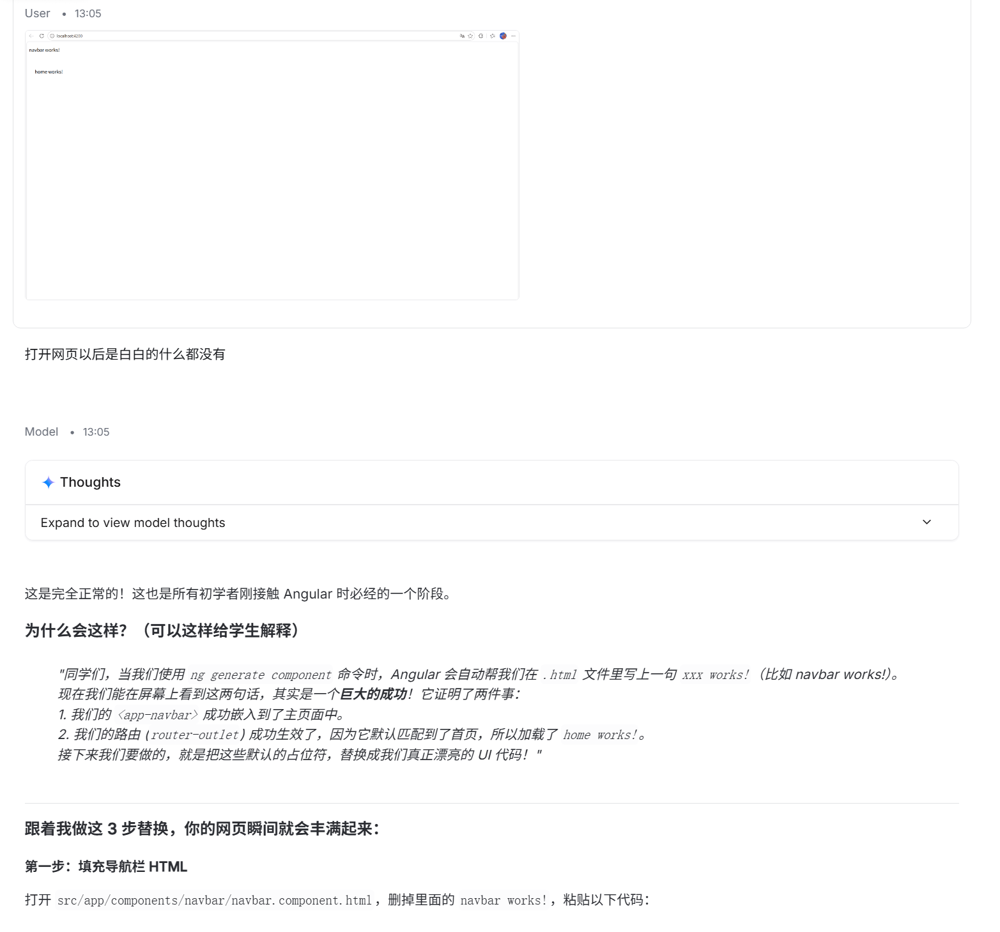 User • 13:05
localhost:4200
navbar works!
home works!
打开网页以后是白白的什么都没有
Model • 13:05
Thoughts
Expand to view model thoughts
这是完全正常的！这也是所有初学者刚接触 Angular 时必经的一个阶段。
为什么会这样？（可以这样给学生解释）
"同学们，当我们使用 ng generate component 命令时，Angular 会自动帮我们在 .html 文件里写上一句 xxx works!（比如 navbar works!）。
现在我们能在屏幕上看到这两句话，其实是一个巨大的成功！它证明了两件事：
1. 我们的 <app-navbar> 成功嵌入到了主页面中。
2. 我们的路由 (router-outlet) 成功生效了，因为它默认匹配到了首页，所以加载了 home works!。
接下来我们要做的，就是把这些默认的占位符，替换成我们真正漂亮的 UI 代码！"
跟着我做这 3 步替换，你的网页瞬间就会丰满起来：
第一步：填充导航栏 HTML
打开 src/app/components/navbar/navbar.component.html，删掉里面的 navbar works!，粘贴以下代码：